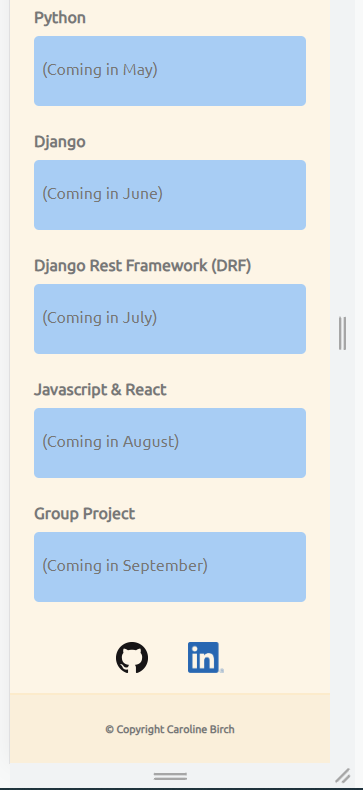 Python
(Coming in May)
Django
(Coming in June)
Django Rest Framework (DRF)
(Coming in July)
Javascript & React
(Coming in August)
Group Project
(Coming in September)
in
© Copyright Caroline Birch